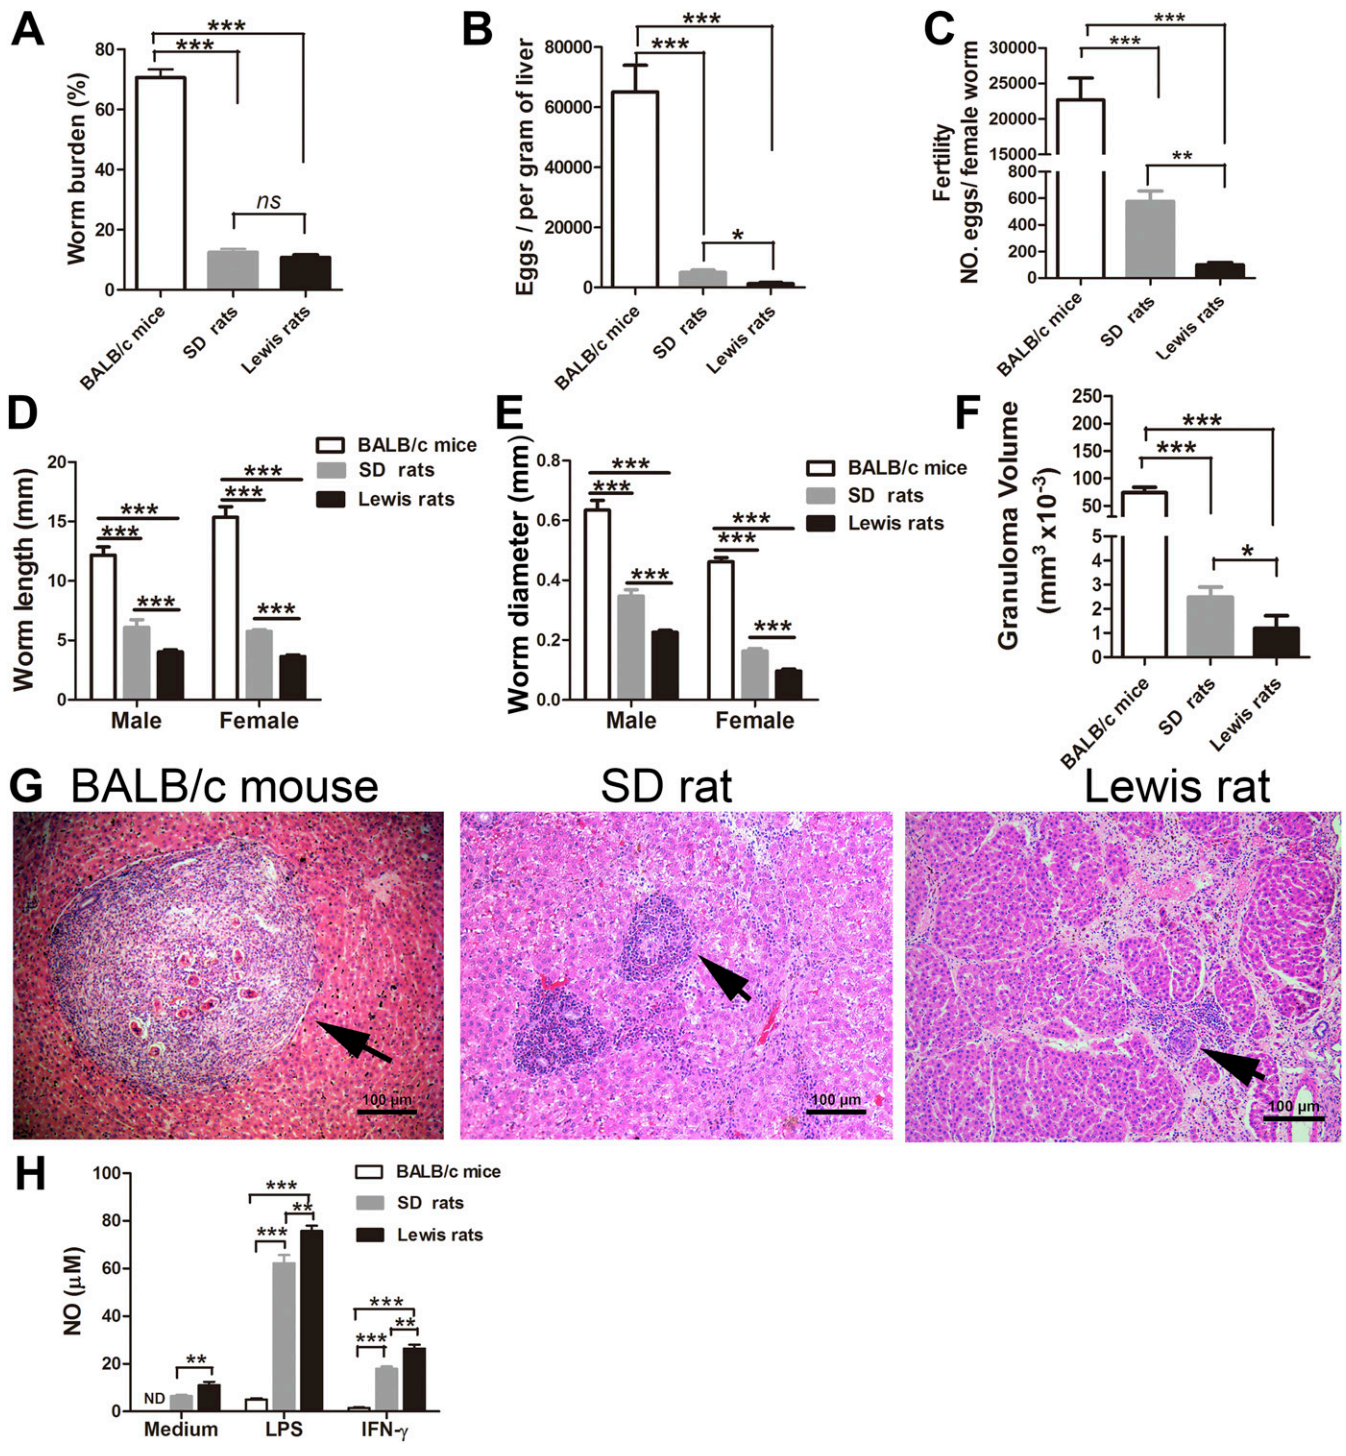 A
Worm burden (%)
80
60
40
20
0
***
***
ns
BALB/c mice
SD rats
Lewis rats
B
Eggs / per gram of liver
80000
60000
40000
20000
0
***
***
*
BALB/c mice
SD rats
Lewis rats
C
Fertility
NO. eggs/ female worm
30000
25000
20000
15000
800
600
400
200
0
***
***
**
BALB/c mice
SD rats
Lewis rats
D
Worm length (mm)
20
15
10
5
0
***
***
***
***
***
***
Male
Female
BALB/c mice
SD rats
Lewis rats
E
Worm diameter (mm)
0.8
0.6
0.4
0.2
0.0
***
***
***
***
***
***
Male
Female
BALB/c mice
SD rats
Lewis rats
F
Granuloma Volume
(mm³ x10⁻³)
250
200
150
100
50
5
4
3
2
1
0
***
***
*
BALB/c mice
SD rats
Lewis rats
G
BALB/c mouse
SD rat
Lewis rat
100 µm
100 µm
100 µm
H
NO (µM)
100
80
60
40
20
0
ND
**
***
**
***
***
**
***
Medium
LPS
IFN-γ
BALB/c mice
SD rats
Lewis rats